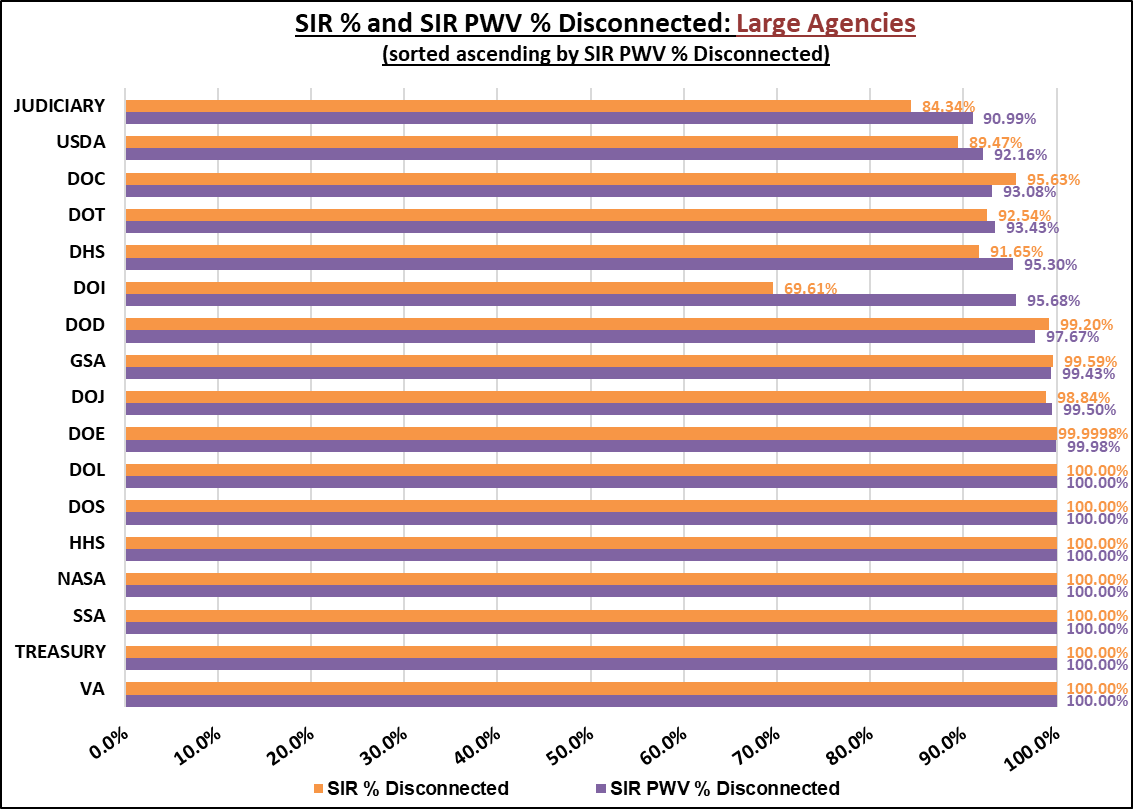 SIR % and SIR PWV % Disconnected: Large Agencies
(sorted ascending by SIR PWV % Disconnected)
JUDICIARY 84.34%
90.99%
USDA 89.47%
92.16%
DOC 95.63%
93.08%
DOT 92.54%
93.43%
DHS 91.65%
95.30%
DOI 69.61%
95.68%
DOD 99.20%
97.67%
GSA 99.59%
99.43%
DOJ 98.84%
99.50%
DOE 99.9998%
99.98%
DOL 100.00%
100.00%
DOS 100.00%
100.00%
HHS 100.00%
100.00%
NASA 100.00%
100.00%
SSA 100.00%
100.00%
TREASURY 100.00%
100.00%
VA 100.00%
100.00%
0.0% 10.0% 20.0% 30.0% 40.0% 50.0% 60.0% 70.0% 80.0% 90.0% 100.0%
SIR % Disconnected SIR PWV % Disconnected